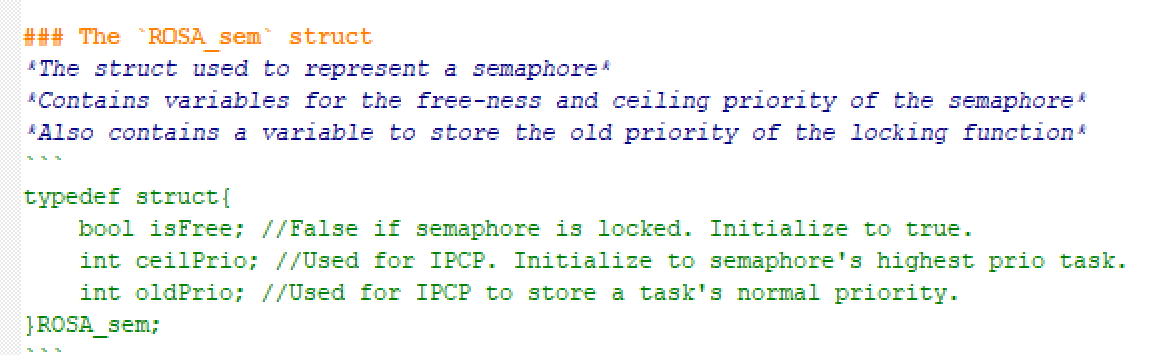 ### The `ROSA_sem` struct
*The struct used to represent a semaphore*
*Contains variables for the free-ness and ceiling priority of the semaphore*
*Also contains a variable to store the old priority of the locking function*
```
typedef struct{
    bool isFree; //False if semaphore is locked. Initialize to true.
    int ceilPrio; //Used for IPCP. Initialize to semaphore's highest prio task.
    int oldPrio; //Used for IPCP to store a task's normal priority.
}ROSA_sem;
```